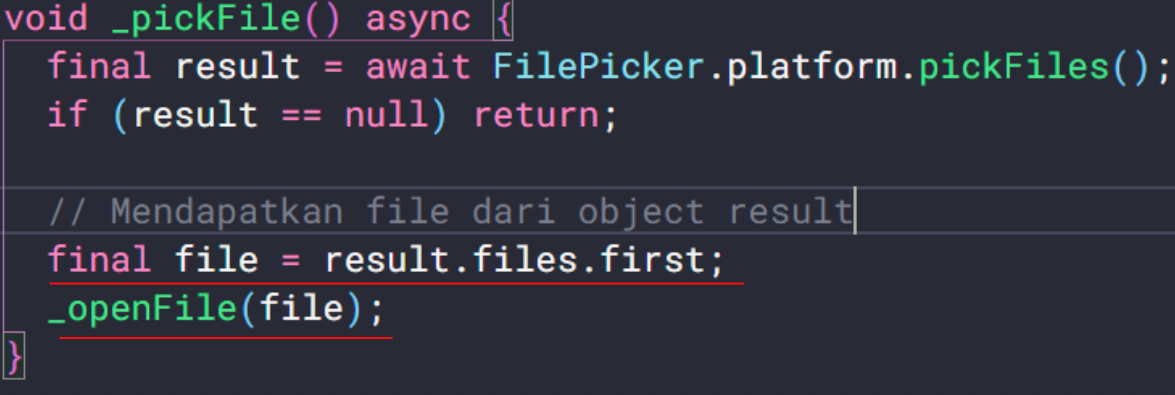 void _pickFile() async {
final result = await FilePicker.platform.pickFiles();
if (result == null) return;
// Mendapatkan file dari object result
final file = result.files.first;
_openFile(file);
}